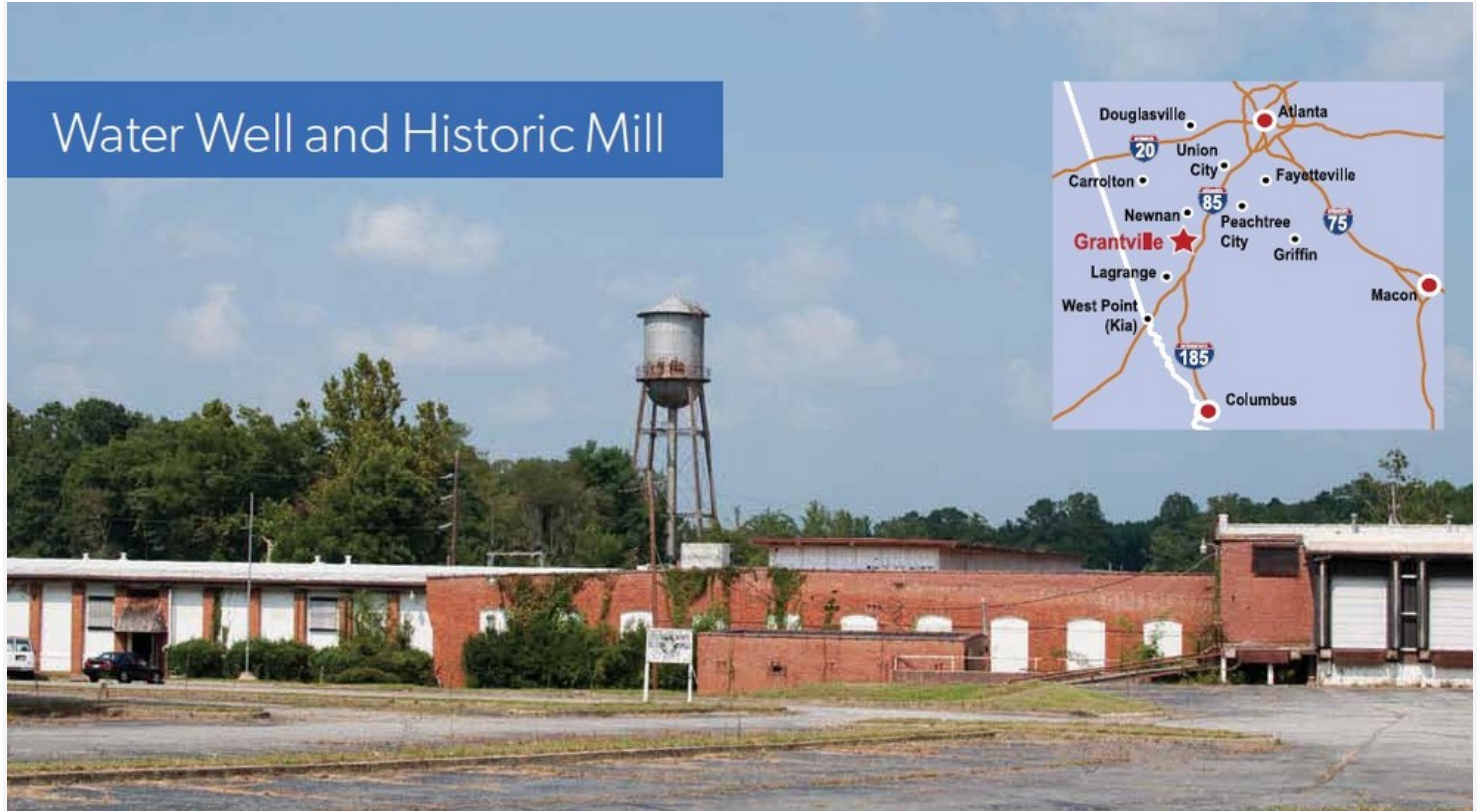 Water Well and Historic Mill
Douglasville
Atlanta
20
Union
City
Carrolton
Fayetteville
85
Newnan
Peachtree
City
75
Grantville
Griffin
Lagrange
Macon
West Point
(Kia)
185
Columbus